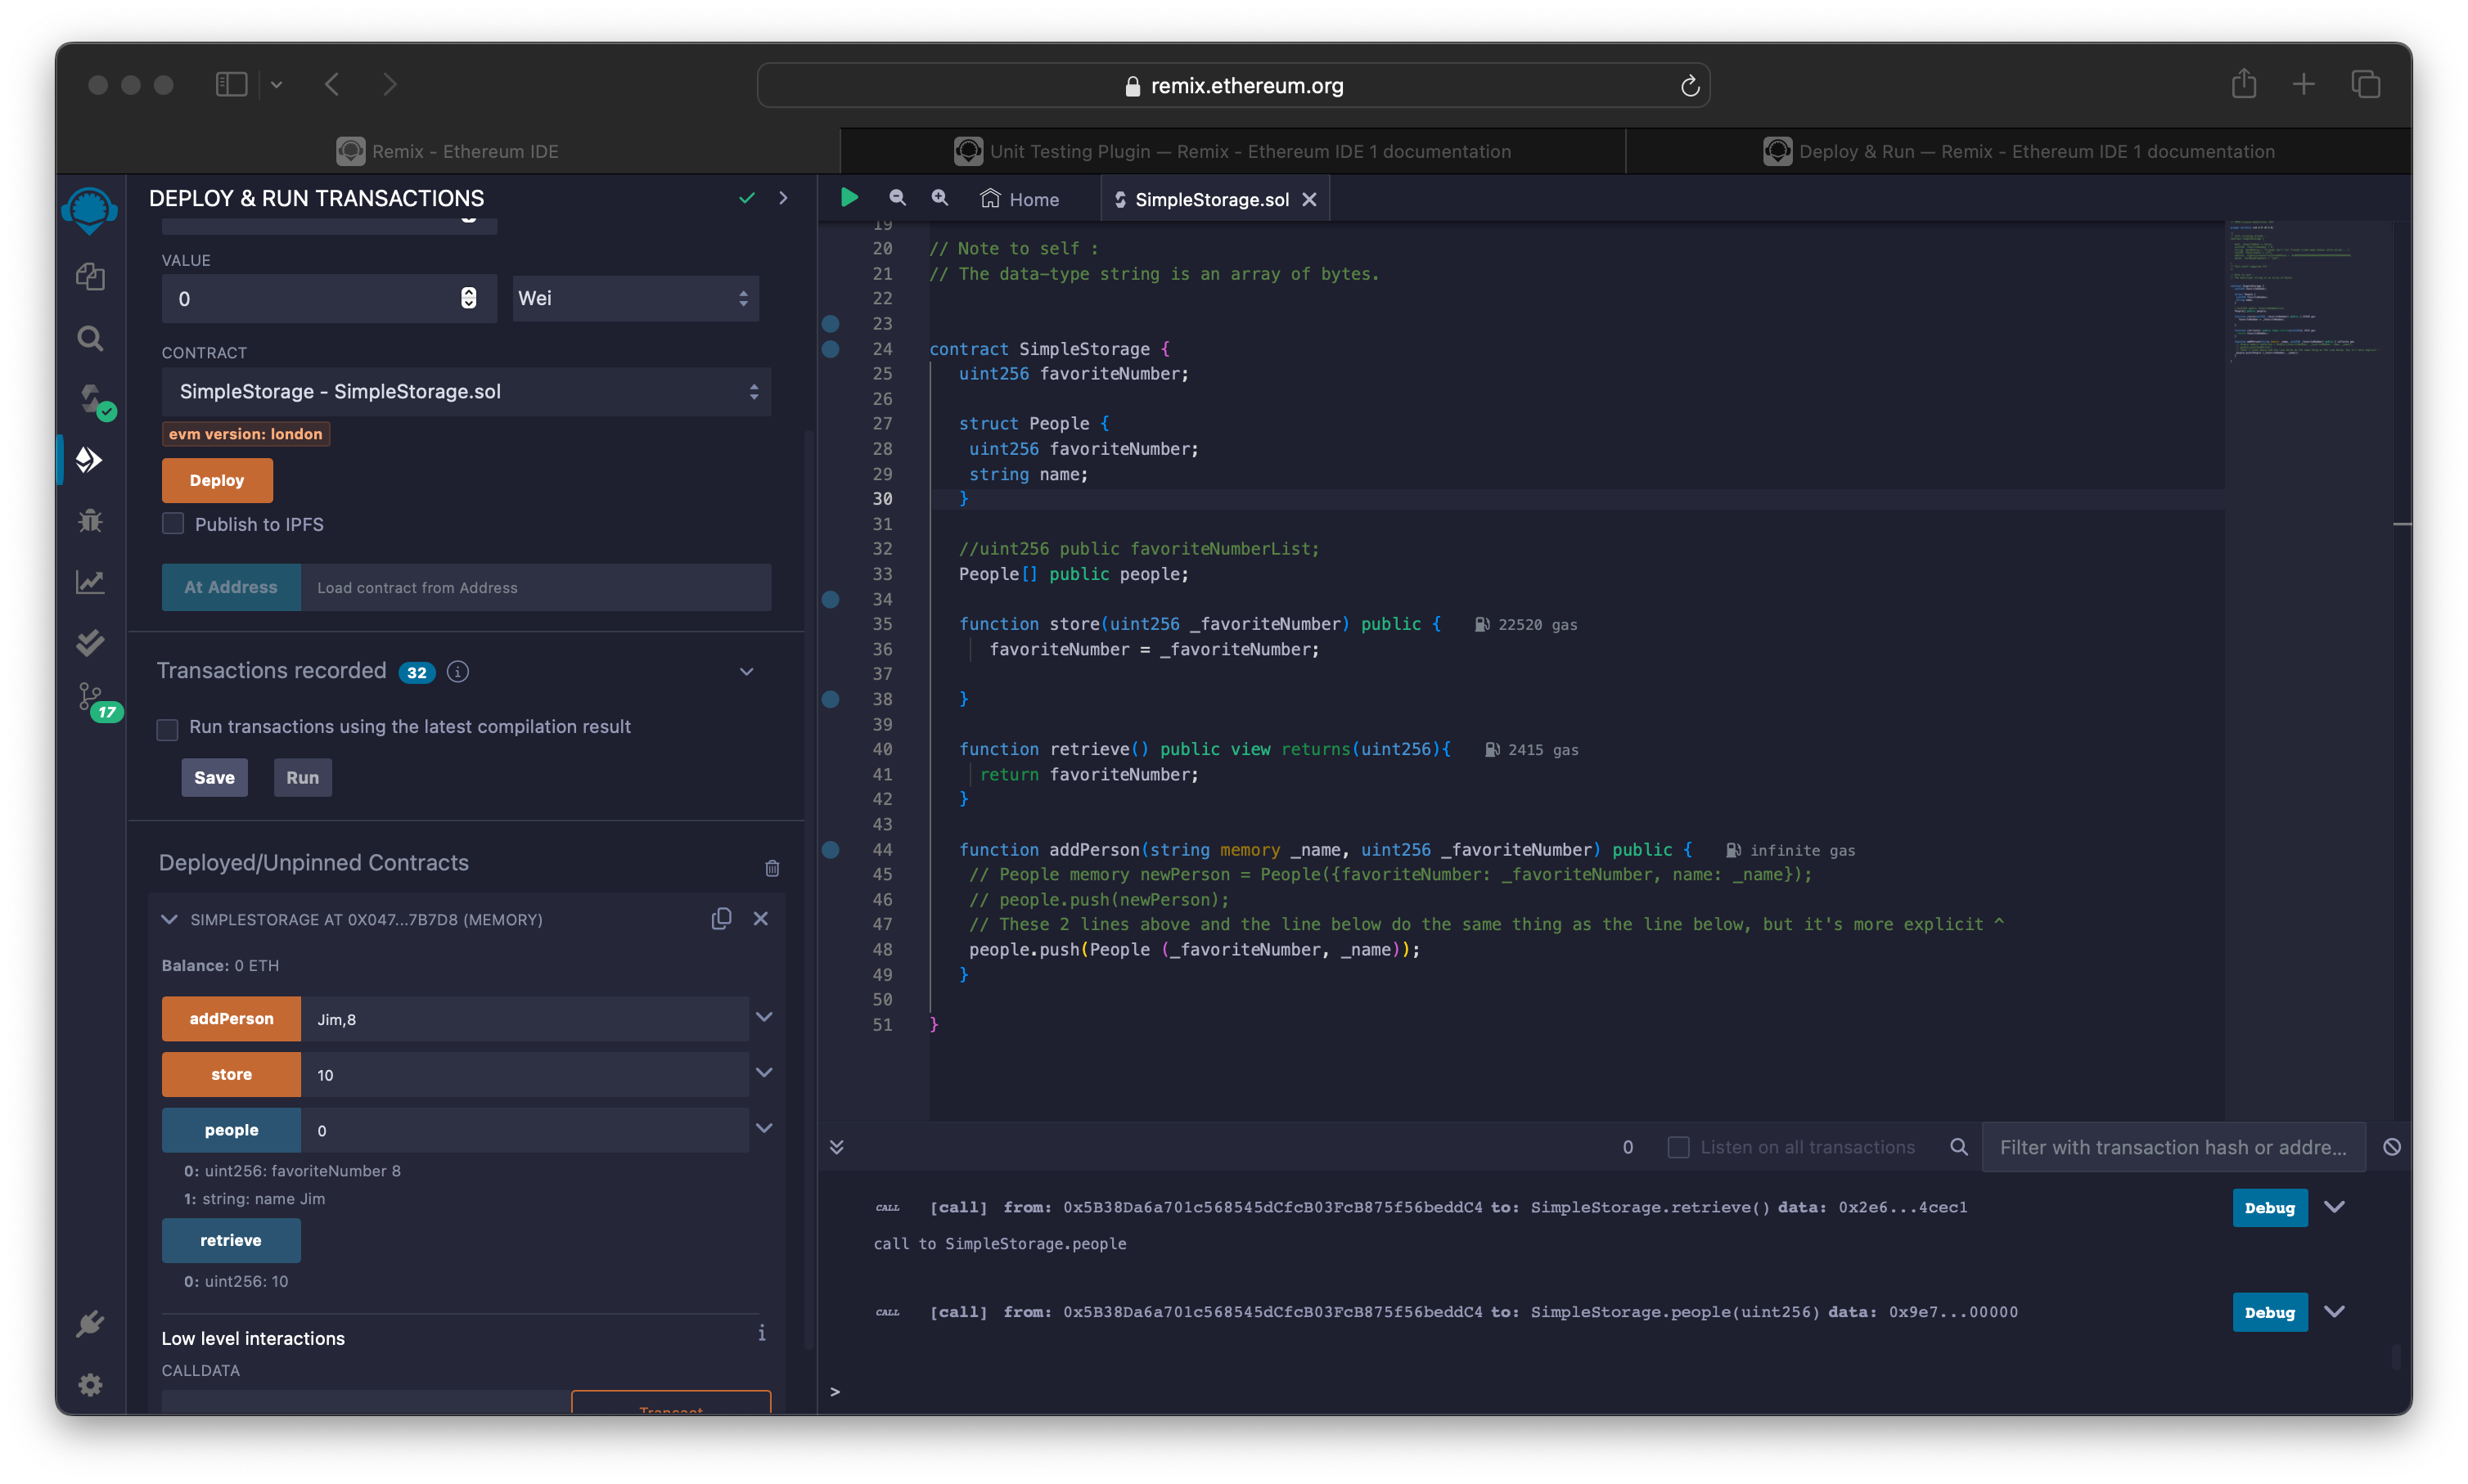 remix.ethereum.org
Remix - Ethereum IDE
Unit Testing Plugin — Remix - Ethereum IDE 1 documentation
Deploy & Run — Remix - Ethereum IDE 1 documentation
DEPLOY & RUN TRANSACTIONS
VALUE
0
Wei
CONTRACT
SimpleStorage - SimpleStorage.sol
evm version: london
Deploy
Publish to IPFS
At Address
Load contract from Address
Transactions recorded 32 i
Run transactions using the latest compilation result
Save
Run
17
Deployed/Unpinned Contracts
SIMPLESTORAGE AT 0X047...7B7D8 (MEMORY)
Balance: 0 ETH
addPerson
Jim,8
store
10
people
0
0: uint256: favoriteNumber 8
1: string: name Jim
retrieve
0: uint256: 10
Low level interactions
i
CALLDATA
Transact
Home
SimpleStorage.sol
19
20 // Note to self :
21 // The data-type string is an array of bytes.
22
23
24 contract SimpleStorage {
25 uint256 favoriteNumber;
26
27 struct People {
28 uint256 favoriteNumber;
29 string name;
30 }
31
32 //uint256 public favoriteNumberList;
33 People[] public people;
34
35 function store(uint256 _favoriteNumber) public { 22520 gas
36 favoriteNumber = _favoriteNumber;
37
38 }
39
40 function retrieve() public view returns(uint256){ 2415 gas
41 return favoriteNumber;
42 }
43
44 function addPerson(string memory _name, uint256 _favoriteNumber) public { infinite gas
45 // People memory newPerson = People({favoriteNumber: _favoriteNumber, name: _name});
46 // people.push(newPerson);
47 // These 2 lines above and the line below do the same thing as the line below, but it's more explicit ^
48 people.push(People (_favoriteNumber, _name));
49 }
50
51 }
0
Listen on all transactions
Filter with transaction hash or addre...
CALL [call] from: 0x5B38Da6a701c568545dCfcB03FcB875f56beddC4 to: SimpleStorage.retrieve() data: 0x2e6...4cec1
Debug
call to SimpleStorage.people
CALL [call] from: 0x5B38Da6a701c568545dCfcB03FcB875f56beddC4 to: SimpleStorage.people(uint256) data: 0x9e7...00000
Debug
>